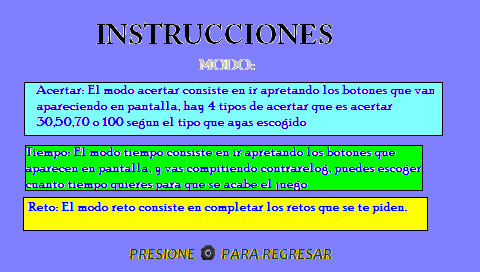 INSTRUCCIONES
MODO:
Acertar: El modo acertar consiste en ir apretando los botones que van
apareciendo en pantalla, hay 4 tipos de acertar que es acertar
30,50,70 o 100 según el tipo que ayas escogido
Tiempo: El modo tiempo consiste en ir apretando los botones que
aparecen en pantalla, y vas compitiendo contrarelog, puedes escoger
cuanto tiempo quieres para que se acabe el juego
Reto: El modo reto consiste en completar los retos que se te piden.
PRESIONE PARA REGRESAR